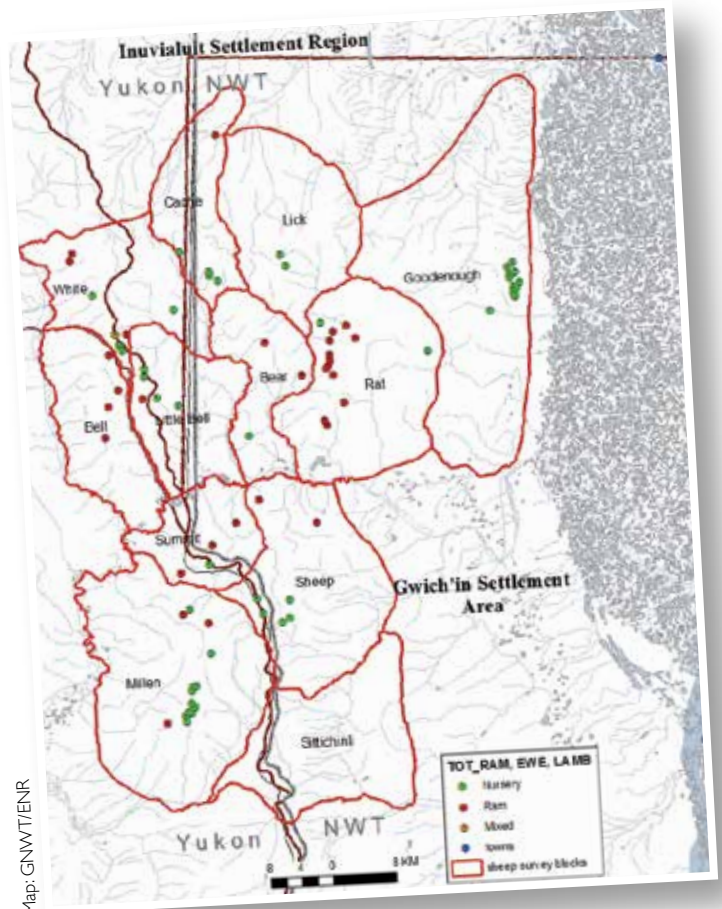 Inuvialuit Settlement Region
Yukon NWT
Cache
Lick
Goodenough
White
Bear
Rat
Bell
Little Bell
Summit
Sheep
Gwich'in Settlement
Area
Millen
Sittichinli
TOT_RAM, EWE, LAMB
Nursery
Ram
Mixed
towns
sheep survey blocks
Yukon NWT
8 4 0 8 KM
Map: GNWT/ENR